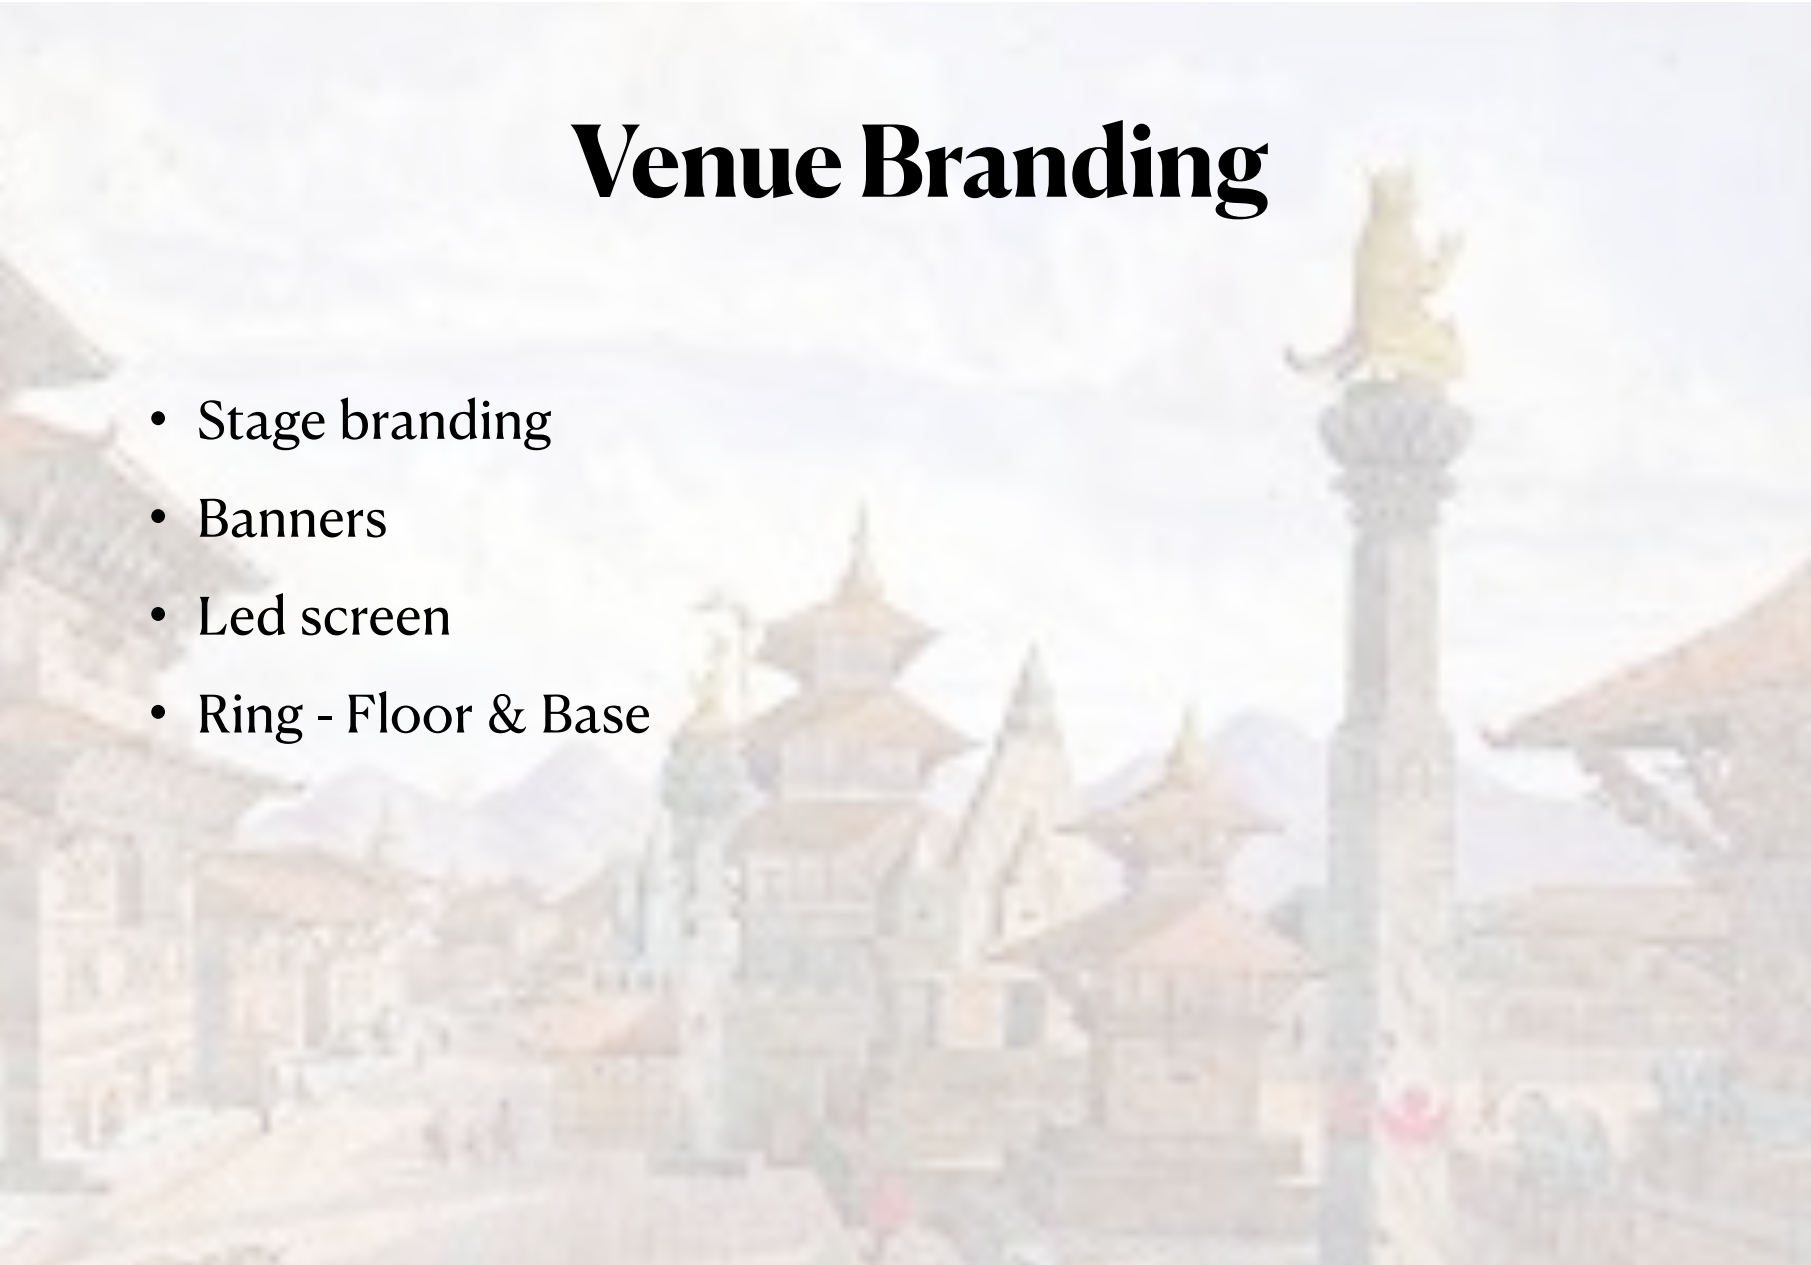 Venue Branding
• Stage branding
• Banners
• Led screen
• Ring - Floor & Base